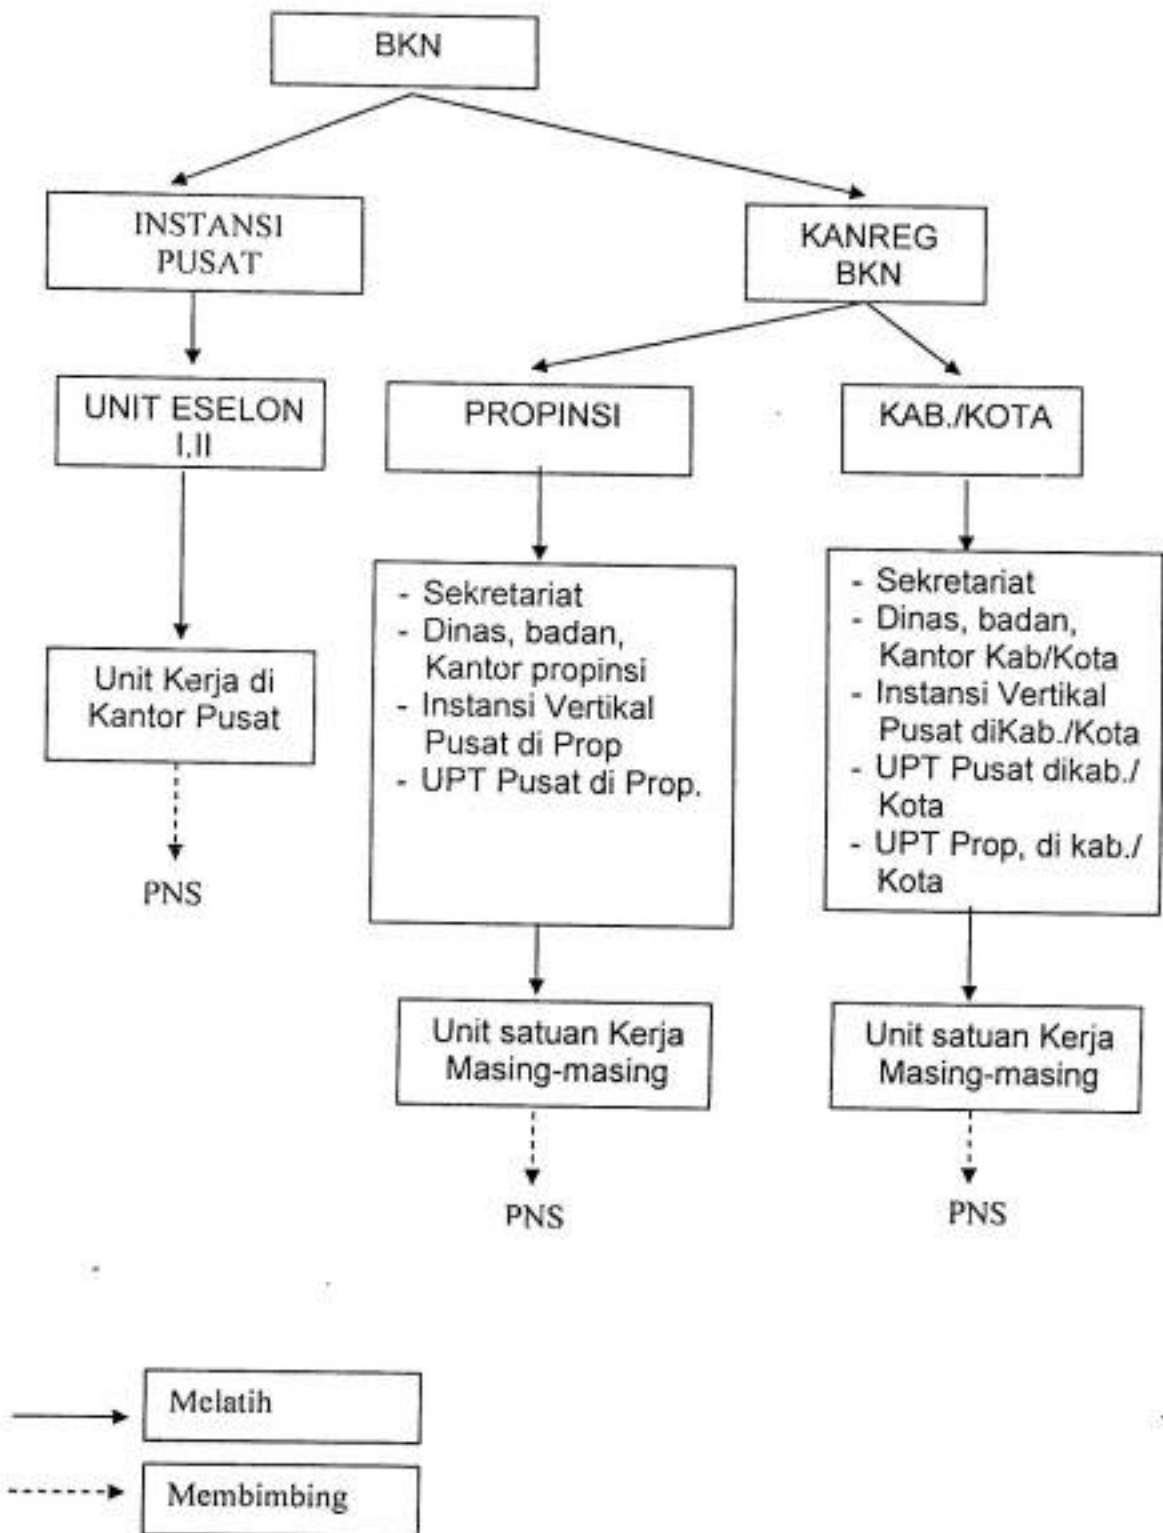 BKN
INSTANSI
PUSAT
KANREG
BKN
UNIT ESELON
I.II
PROPINSI
KAB./KOTA
Unit Kerja di
Kantor Pusat
PNS
- Sekretariat
- Dinas, badan,
Kantor propinsi
- Instansi Vertikal
Pusat di Prop
- UPT Pusat di Prop.
- Sekretariat
- Dinas, badan,
Kantor Kab/Kota
- Instansi Vertikal
Pusat diKab./Kota
- UPT Pusat dikab./
Kota
- UPT Prop, di kab./
Kota
Unit satuan Kerja
Masing-masing
PNS
Unit satuan Kerja
Masing-masing
PNS
Melatih
Membimbing